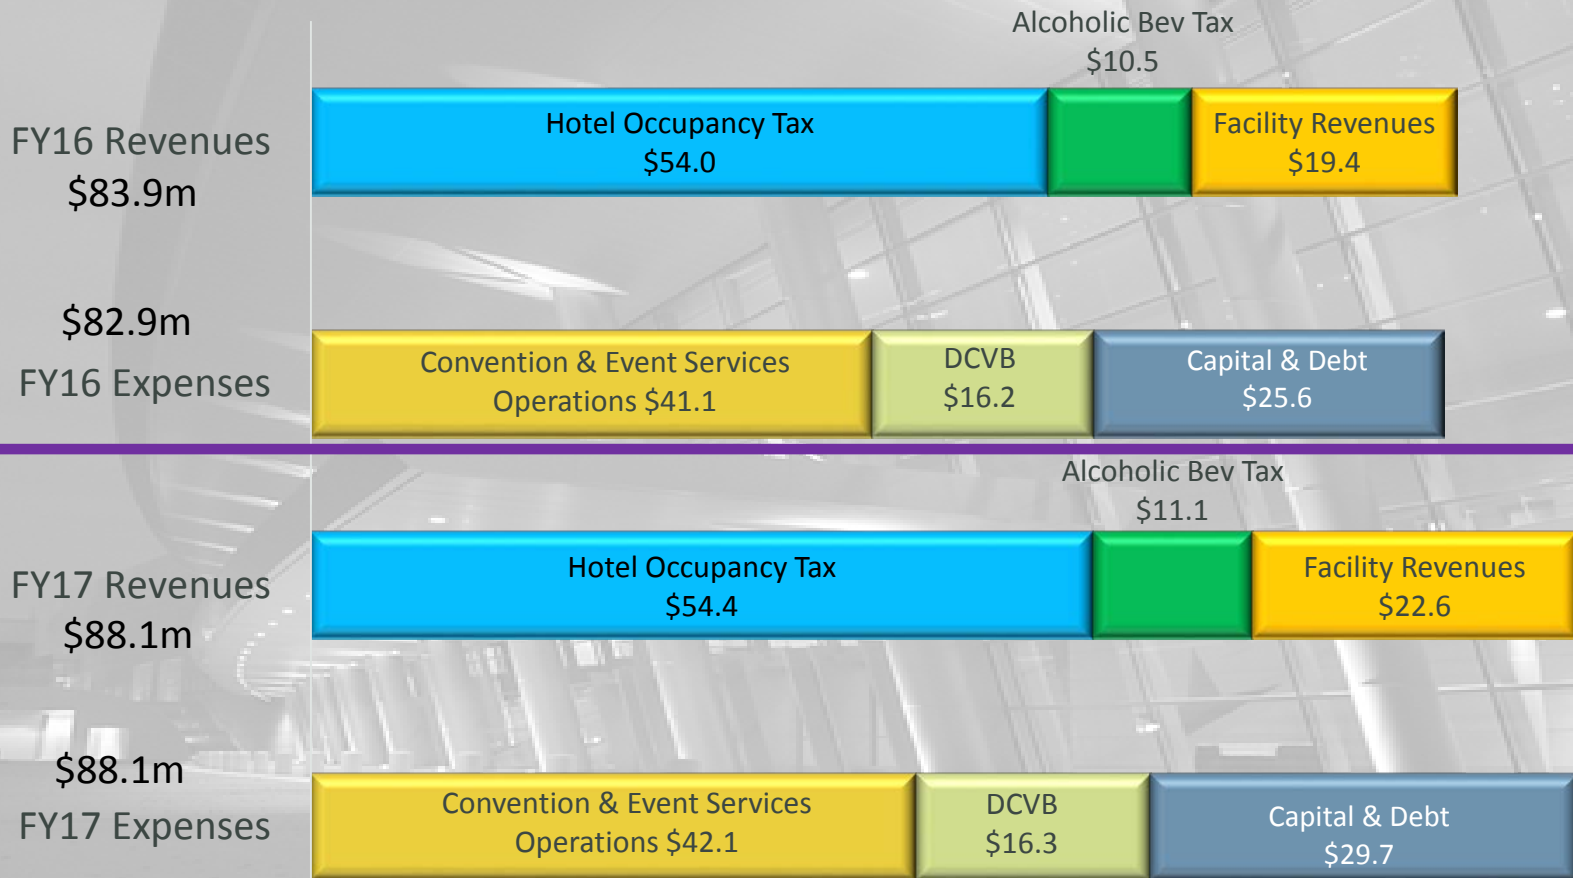 Alcoholic Bev Tax
$10.5
FY16 Revenues
$83.9m
Hotel Occupancy Tax
$54.0
Facility Revenues
$19.4
$82.9m
FY16 Expenses
Convention & Event Services
Operations $41.1
DCVB
$16.2
Capital & Debt
$25.6
Alcoholic Bev Tax
$11.1
FY17 Revenues
$88.1m
Hotel Occupancy Tax
$54.4
Facility Revenues
$22.6
$88.1m
FY17 Expenses
Convention & Event Services
Operations $42.1
DCVB
$16.3
Capital & Debt
$29.7